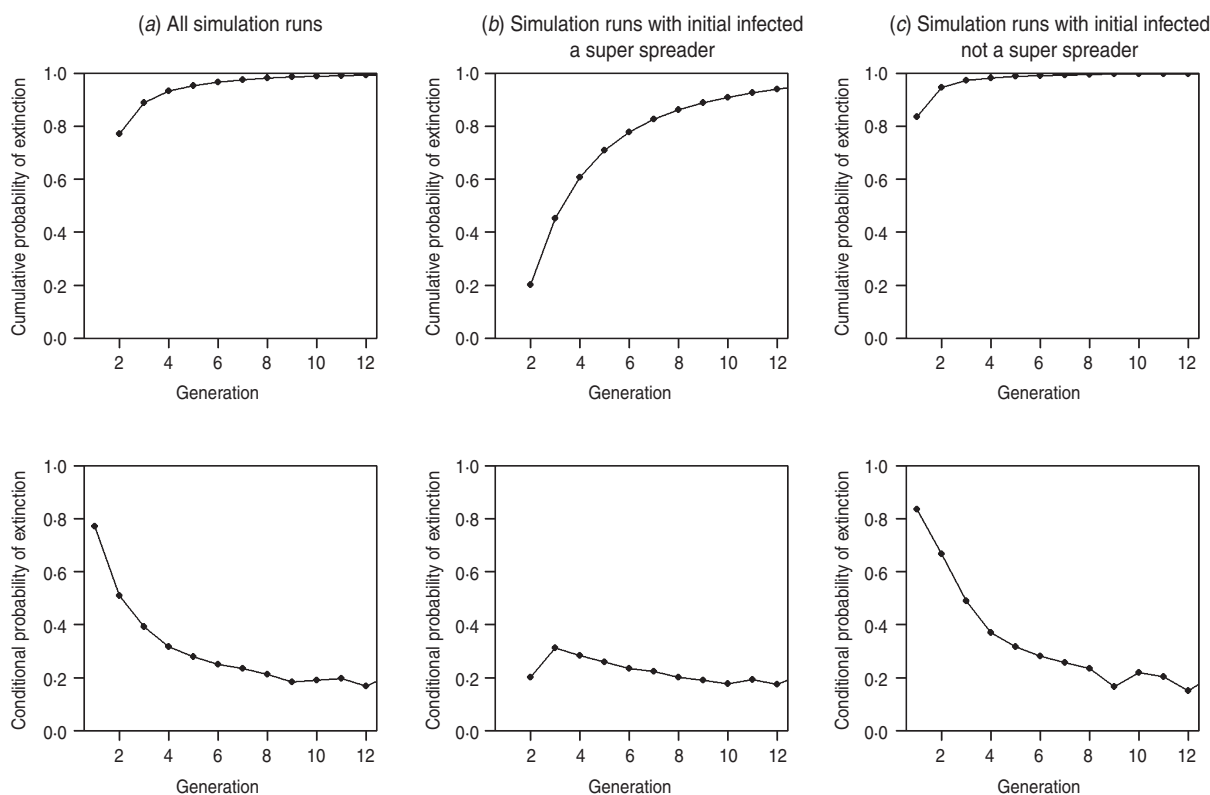 (a) All simulation runs
(b) Simulation runs with initial infected
a super spreader
(c) Simulation runs with initial infected
not a super spreader
Cumulative probability of extinction
1·0
0·8
0·6
0·4
0·2
0·0
2 4 6 8 10 12
Generation
Cumulative probability of extinction
1·0
0·8
0·6
0·4
0·2
0·0
2 4 6 8 10 12
Generation
Cumulative probability of extinction
1·0
0·8
0·6
0·4
0·2
0·0
2 4 6 8 10 12
Generation
Conditional probability of extinction
1·0
0·8
0·6
0·4
0·2
0·0
2 4 6 8 10 12
Generation
Conditional probability of extinction
1·0
0·8
0·6
0·4
0·2
0·0
2 4 6 8 10 12
Generation
Conditional probability of extinction
1·0
0·8
0·6
0·4
0·2
0·0
2 4 6 8 10 12
Generation